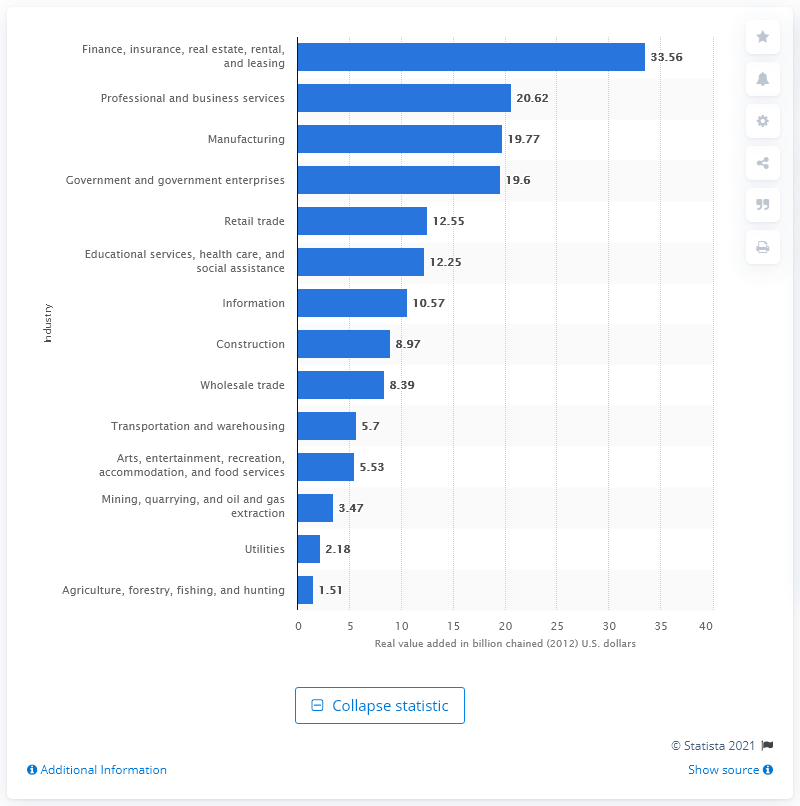 Finance, insurance, real estate, rental,
and leasing
33.56
Professional and business services
20.62
Manufacturing
19.77
Government and government enterprises
19.6
Retail trade
12.55
Educational services, health care, and
social assistance
12.25
Information
10.57
Construction
8.97
Wholesale trade
8.39
Transportation and warehousing
5.7
Arts, entertainment, recreation,
accommodation, and food services
5.53
Mining, quarrying, and oil and gas
extraction
3.47
Utilities
2.18
Agriculture, forestry, fishing, and hunting
1.51
Industry
0 5 10 15 20 25 30 35 40
Real value added in billion chained (2012) U.S. dollars
Collapse statistic
© Statista 2021
Additional Information
Show source